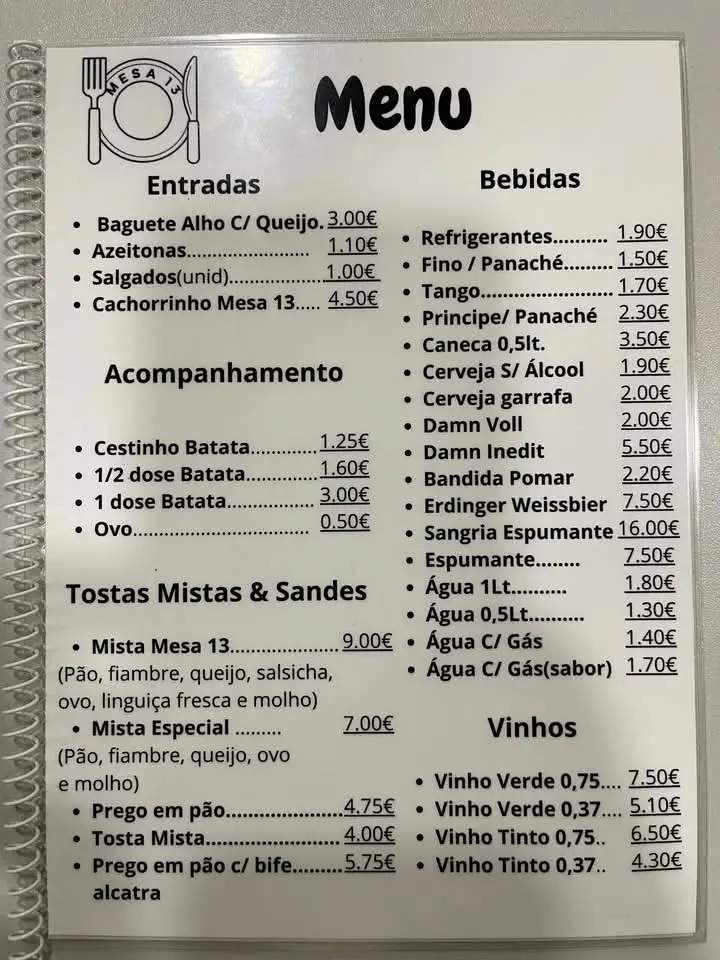 MESA 13
Menu
Entradas
• Baguete Alho C/ Queijo. 3.00€
• Azeitonas.............................. 1.10€
• Salgados(unid)....................... 1.00€
• Cachorrinho Mesa 13..... 4.50€
Acompanhamento
• Cestinho Batata................ 1.25€
• 1/2 dose Batata................. 1.60€
• 1 dose Batata..................... 3.00€
• Ovo........................................ 0.50€
Tostas Mistas & Sandes
• Mista Mesa 13.................... 9.00€
(Pão, fiambre, queijo, salsicha,
ovo, linguiça fresca e molho)
• Mista Especial ......... 7.00€
(Pão, fiambre, queijo, ovo
e molho)
• Prego em pão..................... 4.75€
• Tosta Mista......................... 4.00€
• Prego em pão c/ bife......... 5.75€
alcatra
Bebidas
• Refrigerantes.......... 1.90€
• Fino / Panaché......... 1.50€
• Tango........................ 1.70€
• Principe/ Panaché 2.30€
• Caneca 0,5lt. 3.50€
• Cerveja S/ Álcool 1.90€
• Cerveja garrafa 2.00€
• Damn Voll 2.00€
• Damn Inedit 5.50€
• Bandida Pomar 2.20€
• Erdinger Weissbier 7.50€
• Sangria Espumante 16.00€
• Espumante........ 7.50€
• Água 1Lt.......... 1.80€
• Água 0,5Lt.......... 1.30€
• Água C/ Gás 1.40€
• Água C/ Gás(sabor) 1.70€
Vinhos
• Vinho Verde 0,75.... 7.50€
• Vinho Verde 0,37.... 5.10€
• Vinho Tinto 0,75.. 6.50€
• Vinho Tinto 0,37.. 4.30€